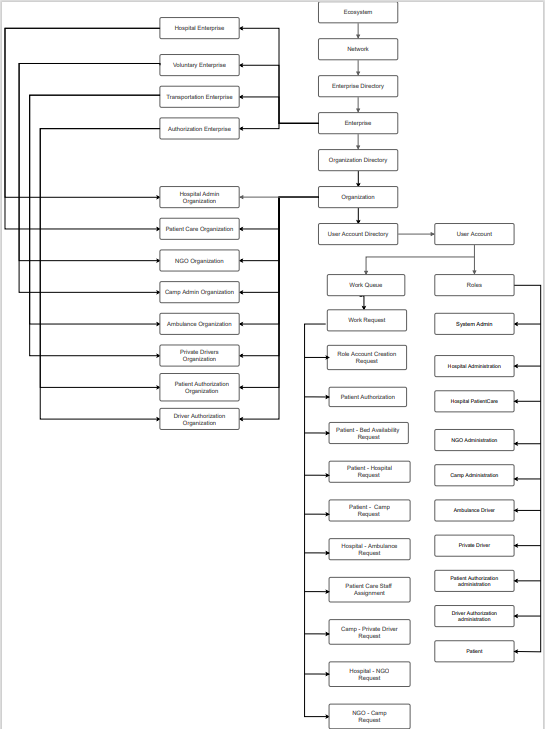 Ecosystem
Network
Enterprise Directory
Enterprise
Organization Directory
Organization
User Account Directory
User Account
Hospital Enterprise
Voluntary Enterprise
Transportation Enterprise
Authorization Enterprise
Hospital Admin
Organization
Patient Care Organization
NGO Organization
Camp Admin Organization
Ambulance Organization
Private Drivers
Organization
Patient Authorization
Organization
Driver Authorization
Organization
Work Queue
Work Request
Role Account Creation
Request
Patient Authorization
Patient - Bed Availability
Request
Patient - Hospital
Request
Patient - Camp
Request
Hospital - Ambulance
Request
Patient Care Staff
Assignment
Camp - Private Driver
Request
Hospital - NGO
Request
NGO - Camp
Request
Roles
System Admin
Hospital Administration
Hospital PatientCare
NGO Administration
Camp Administration
Ambulance Driver
Private Driver
Patient Authorization
administration
Driver Authorization
administration
Patient